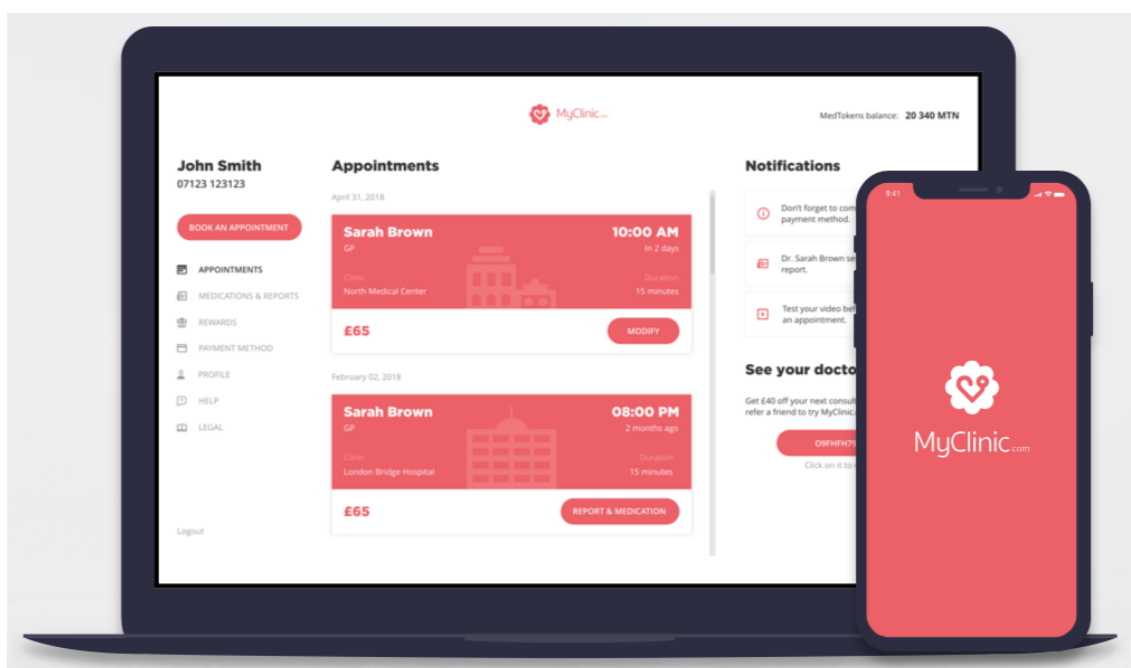 MyClinic.com
MedTokens balance: 20 340 MTN
John Smith
07123 123123
BOOK AN APPOINTMENT
APPOINTMENTS
MEDICATIONS & REPORTS
REWARDS
PAYMENT METHOD
PROFILE
HELP
LEGAL
Logout
Appointments
April 31, 2018
Sarah Brown
10:00 AM
GP
In 2 days
Clinic
Duration
North Medical Center
15 minutes
£65
MODIFY
February 02, 2018
Sarah Brown
08:00 PM
GP
2 months ago
Clinic
Duration
London Bridge Hospital
15 minutes
£65
REPORT & MEDICATION
Notifications
Don't forget to com
payment method.
Dr. Sarah Brown se
report.
Test your video bef
an appointment.
See your docto
Get £40 off your next consult
refer a friend to try MyClinic.
Click on it to
9:41
MyClinic.com